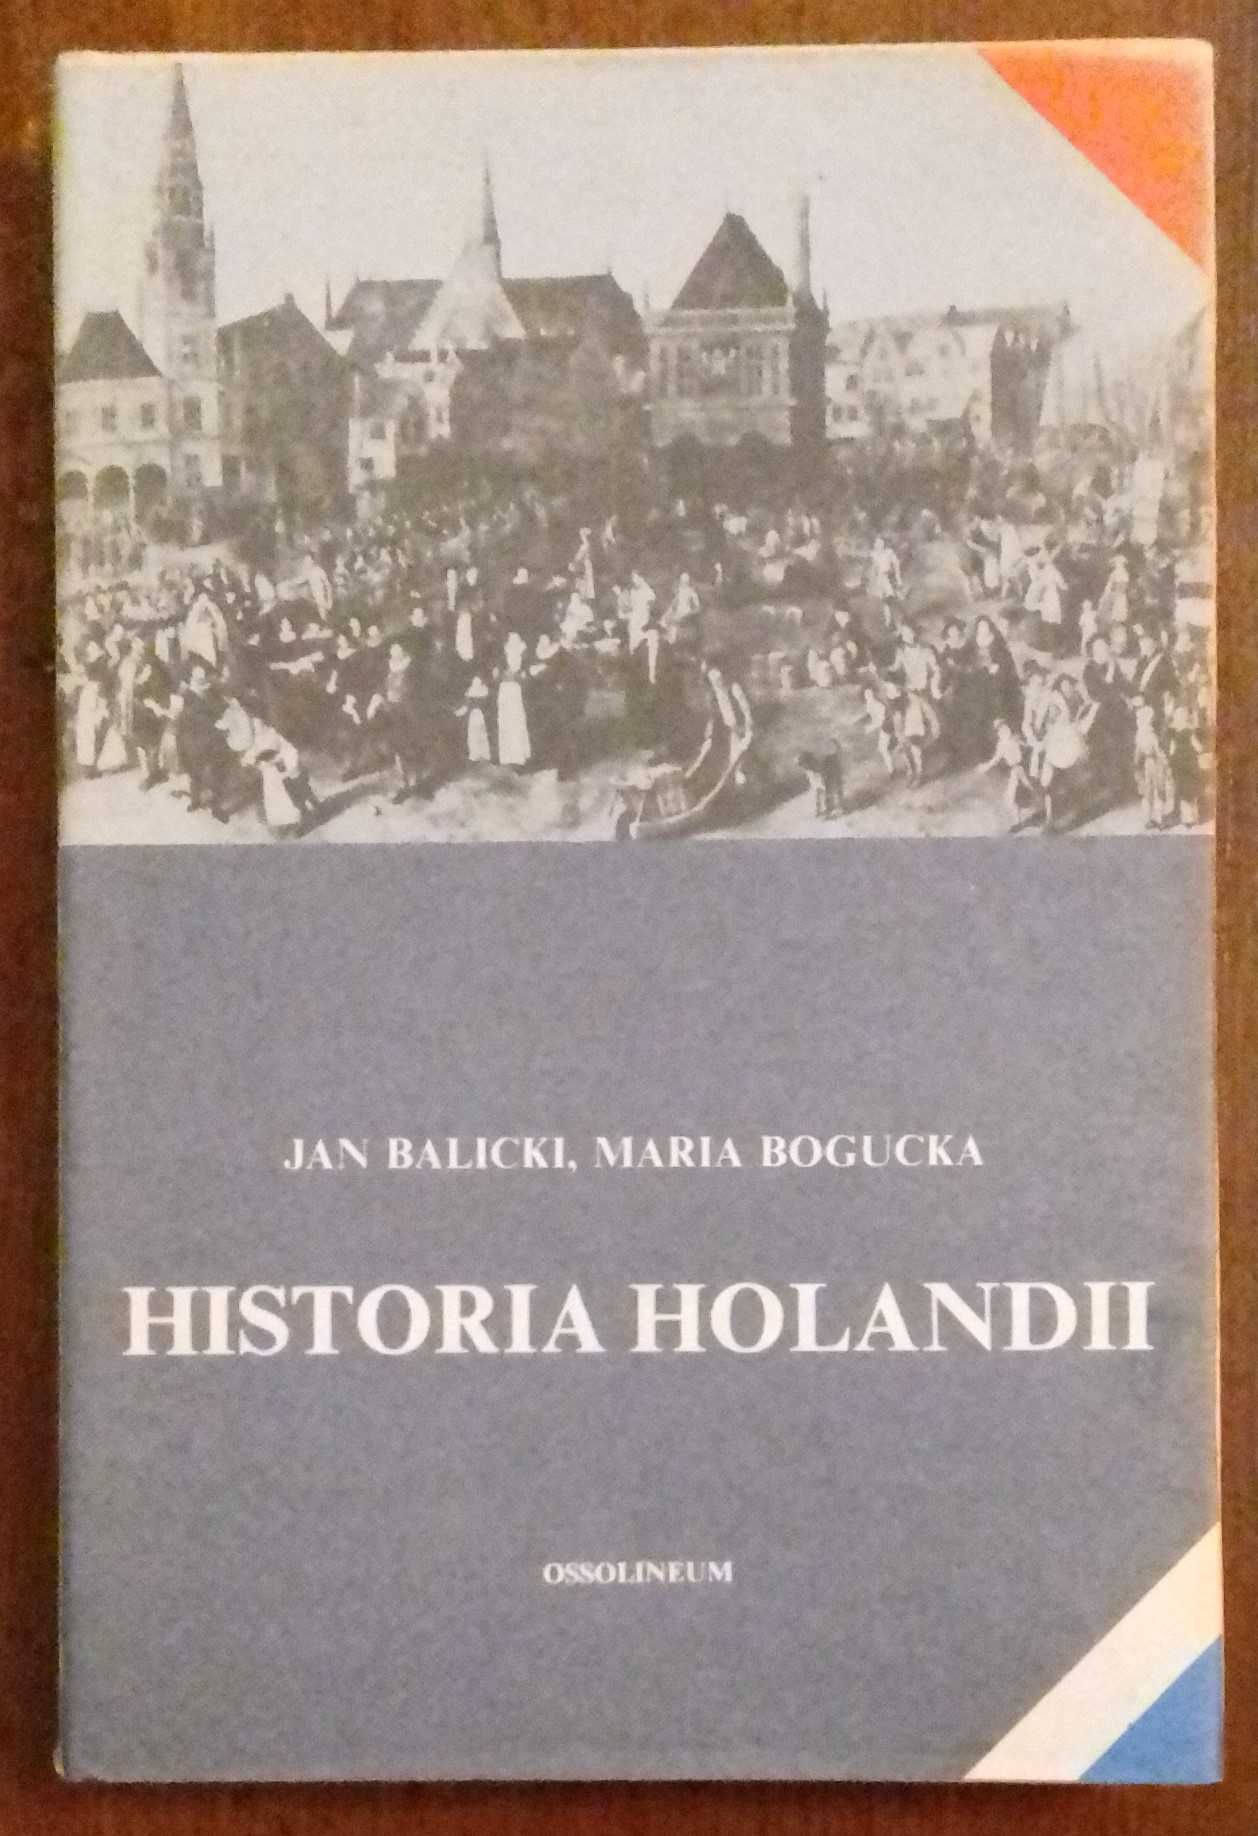 JAN BALICKI, MARIA BOGUCKA
HISTORIA HOLANDII
OSSOLINEUM